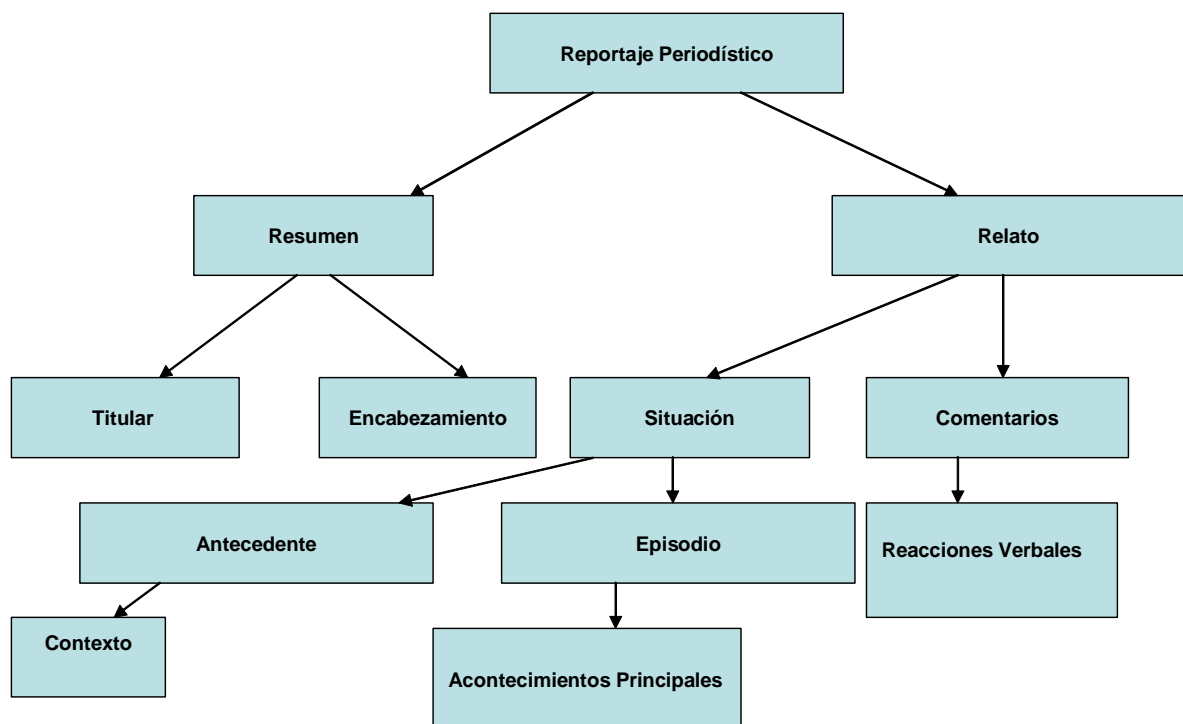 Reportaje Periodístico
Resumen
Relato
Titular
Encabezamiento
Situación
Comentarios
Antecedente
Episodio
Reacciones Verbales
Contexto
Acontecimientos Principales